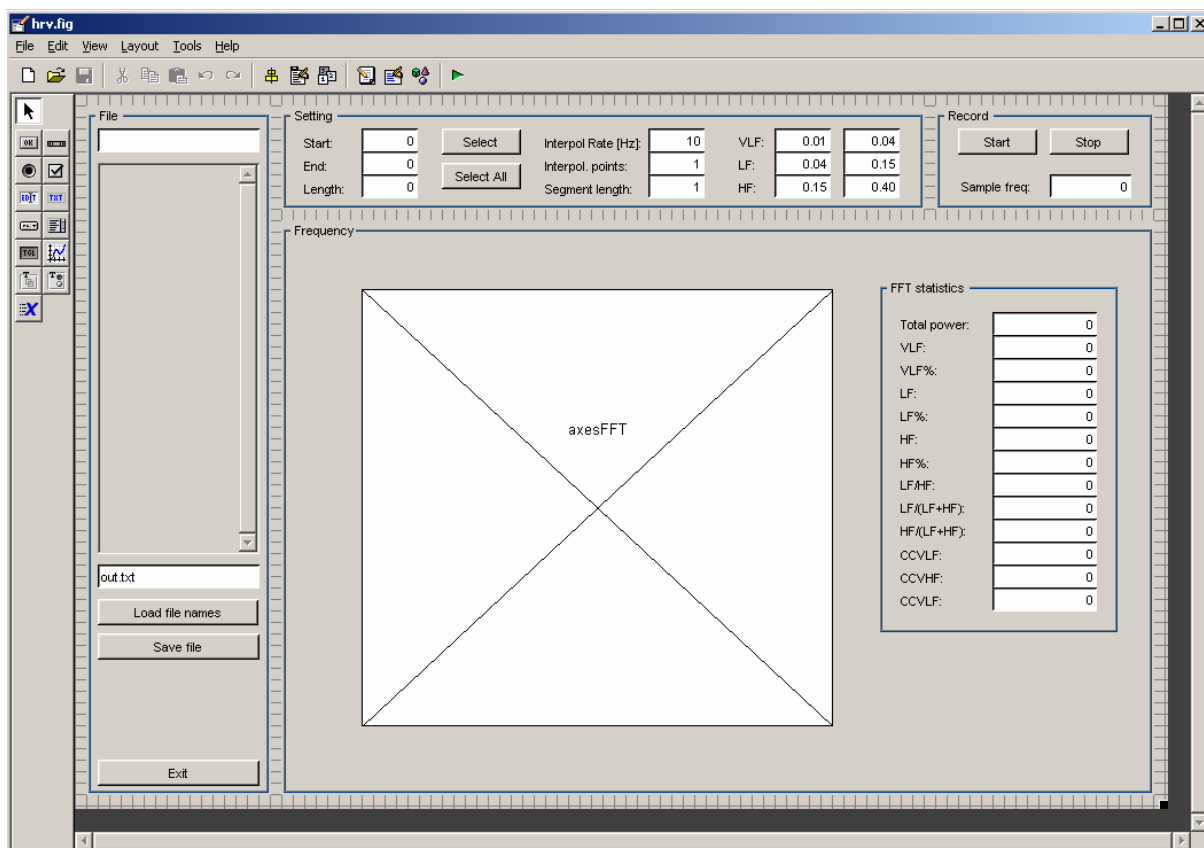 hrv.fig
File Edit View Layout Tools Help
OK
EDIT TXT
TGL
T T
X
File
out.txt
Load file names
Save file
Exit
Setting
Start: 0 Select Interpol Rate [Hz]: 10 VLF: 0.01 0.04
End: 0 Interpol. points: 1 LF: 0.04 0.15
Select All
Length: 0 Segment length: 1 HF: 0.15 0.40
Record
Start Stop
Sample freq: 0
Frequency
axesFFT
FFT statistics
Total power: 0
VLF: 0
VLF%: 0
LF: 0
LF%: 0
HF: 0
HF%: 0
LF/HF: 0
LF/(LF+HF): 0
HF/(LF+HF): 0
CCVLF: 0
CCVHF: 0
CCVLF: 0